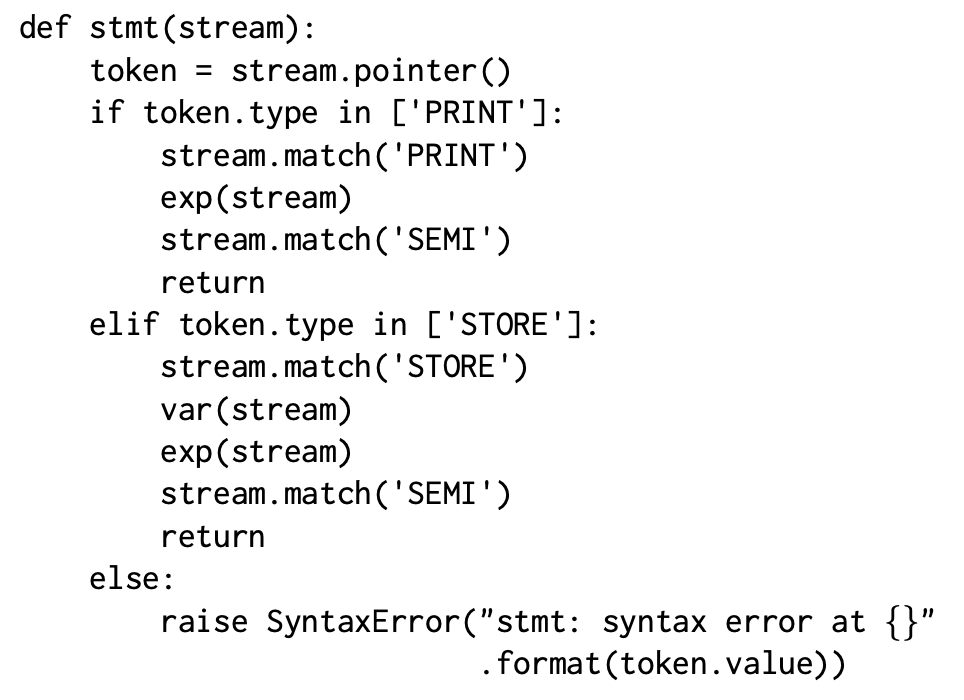 def stmt(stream):
    token = stream.pointer()
    if token.type in ['PRINT']:
        stream.match('PRINT')
        exp(stream)
        stream.match('SEMI')
        return
    elif token.type in ['STORE']:
        stream.match('STORE')
        var(stream)
        exp(stream)
        stream.match('SEMI')
        return
    else:
        raise SyntaxError("stmt: syntax error at {}"
                          .format(token.value))